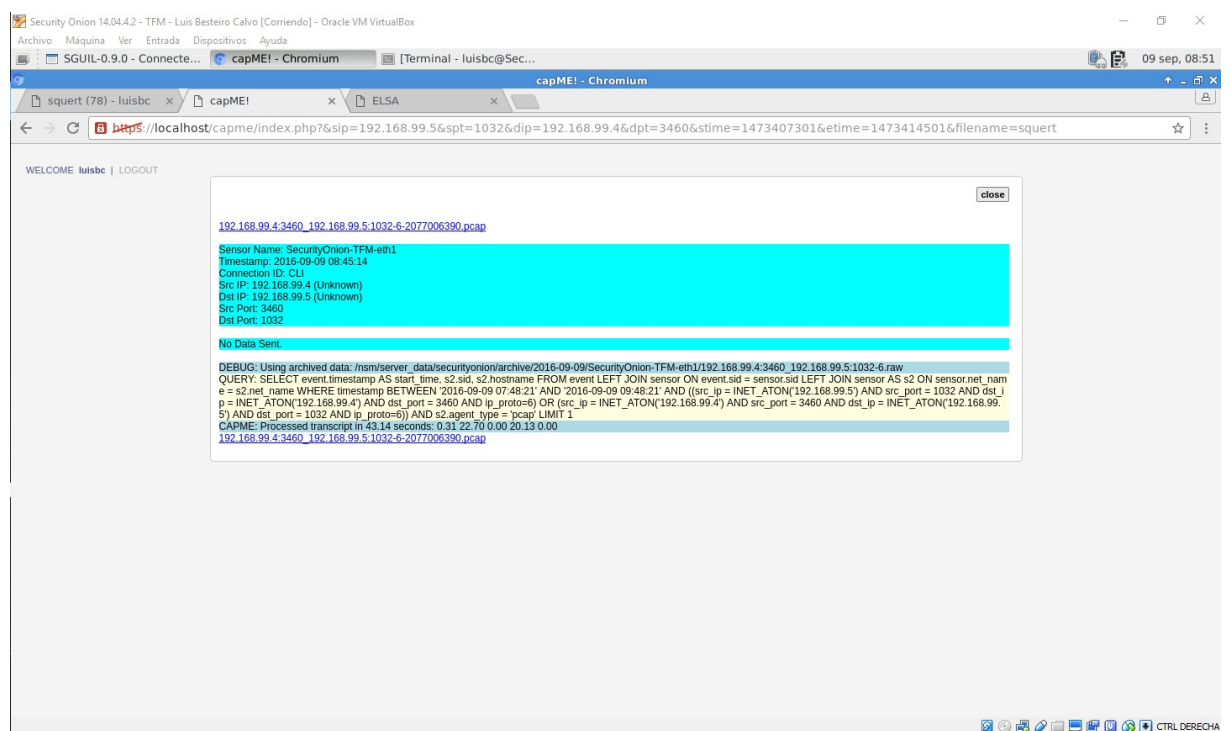 Security Onion 14.04.4.2 - TFM - Luis Besteiro Calvo [Corriendo] - Oracle VM VirtualBox
Archivo Máquina Ver Entrada Dispositivos Ayuda
SGUIL-0.9.0 - Connecte... capME! - Chromium [Terminal - luisbc@Sec... 09 sep, 08:51
capME! - Chromium
squert (78) - luisbc capME! ELSA
https://localhost/capme/index.php?&sip=192.168.99.5&spt=1032&dip=192.168.99.4&dpt=3460&stime=1473407301&etime=1473414501&filename=squert
WELCOME luisbc | LOGOUT
close
192.168.99.4:3460_192.168.99.5:1032-6-2077006390.pcap
Sensor Name: SecurityOnion-TFM-eth1
Timestamp: 2016-09-09 08:45:14
Connection ID: CLI
Src IP: 192.168.99.4 (Unknown)
Dst IP: 192.168.99.5 (Unknown)
Src Port: 3460
Dst Port: 1032
No Data Sent.
DEBUG: Using archived data: /nsm/server_data/securityonion/archive/2016-09-09/SecurityOnion-TFM-eth1/192.168.99.4:3460_192.168.99.5:1032-6.raw
QUERY: SELECT event.timestamp AS start_time, s2.sid, s2.hostname FROM event LEFT JOIN sensor ON event.sid = sensor.sid LEFT JOIN sensor AS s2 ON sensor.net_nam
e = s2.net_name WHERE timestamp BETWEEN '2016-09-09 07:48:21' AND '2016-09-09 09:48:21' AND ((src_ip = INET_ATON('192.168.99.5') AND src_port = 1032 AND dst_i
p = INET_ATON('192.168.99.4') AND dst_port = 3460 AND ip_proto=6) OR (src_ip = INET_ATON('192.168.99.4') AND src_port = 3460 AND dst_ip = INET_ATON('192.168.99.
5') AND dst_port = 1032 AND ip_proto=6)) AND s2.agent_type = 'pcap' LIMIT 1
CAPME: Processed transcript in 43.14 seconds: 0.31 22.70 0.00 20.13 0.00
192.168.99.4:3460_192.168.99.5:1032-6-2077006390.pcap
CTRL DERECHA